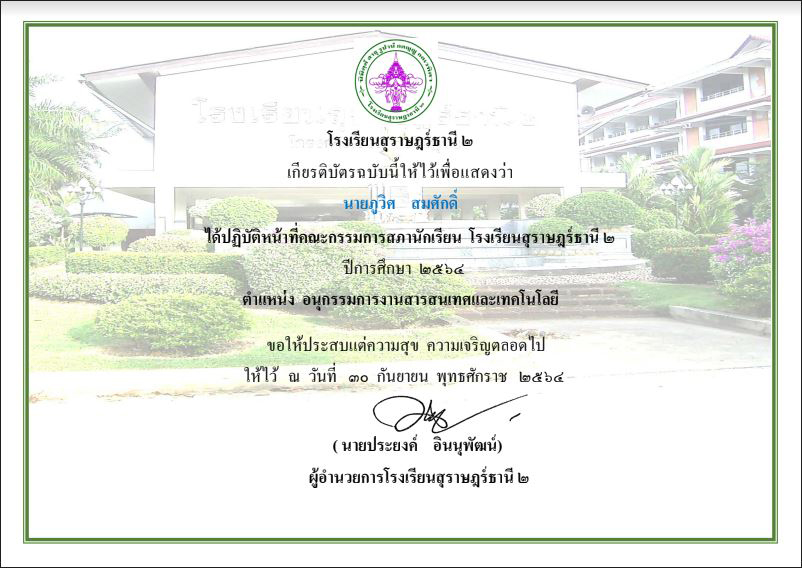 โรงเรียนสุราษฎร์ธานี ๒
เกียรติบัตรฉบับนี้ให้ไว้เพื่อแสดงว่า
นายภูวิศ สมศักดิ์
ได้ปฏิบัติหน้าที่คณะกรรมการสภานักเรียน โรงเรียนสุราษฎร์ธานี ๒
ปีการศึกษา ๒๕๖๔
ตำแหน่ง อนุกรรมการงานสารสนเทศและเทคโนโลยี
ขอให้ประสบแต่ความสุข ความเจริญตลอดไป
ให้ไว้ ณ วันที่ ๓๐ กันยายน พุทธศักราช ๒๕๖๔
( นายประยงค์ อินนุพัฒน์)
ผู้อำนวยการโรงเรียนสุราษฎร์ธานี ๒